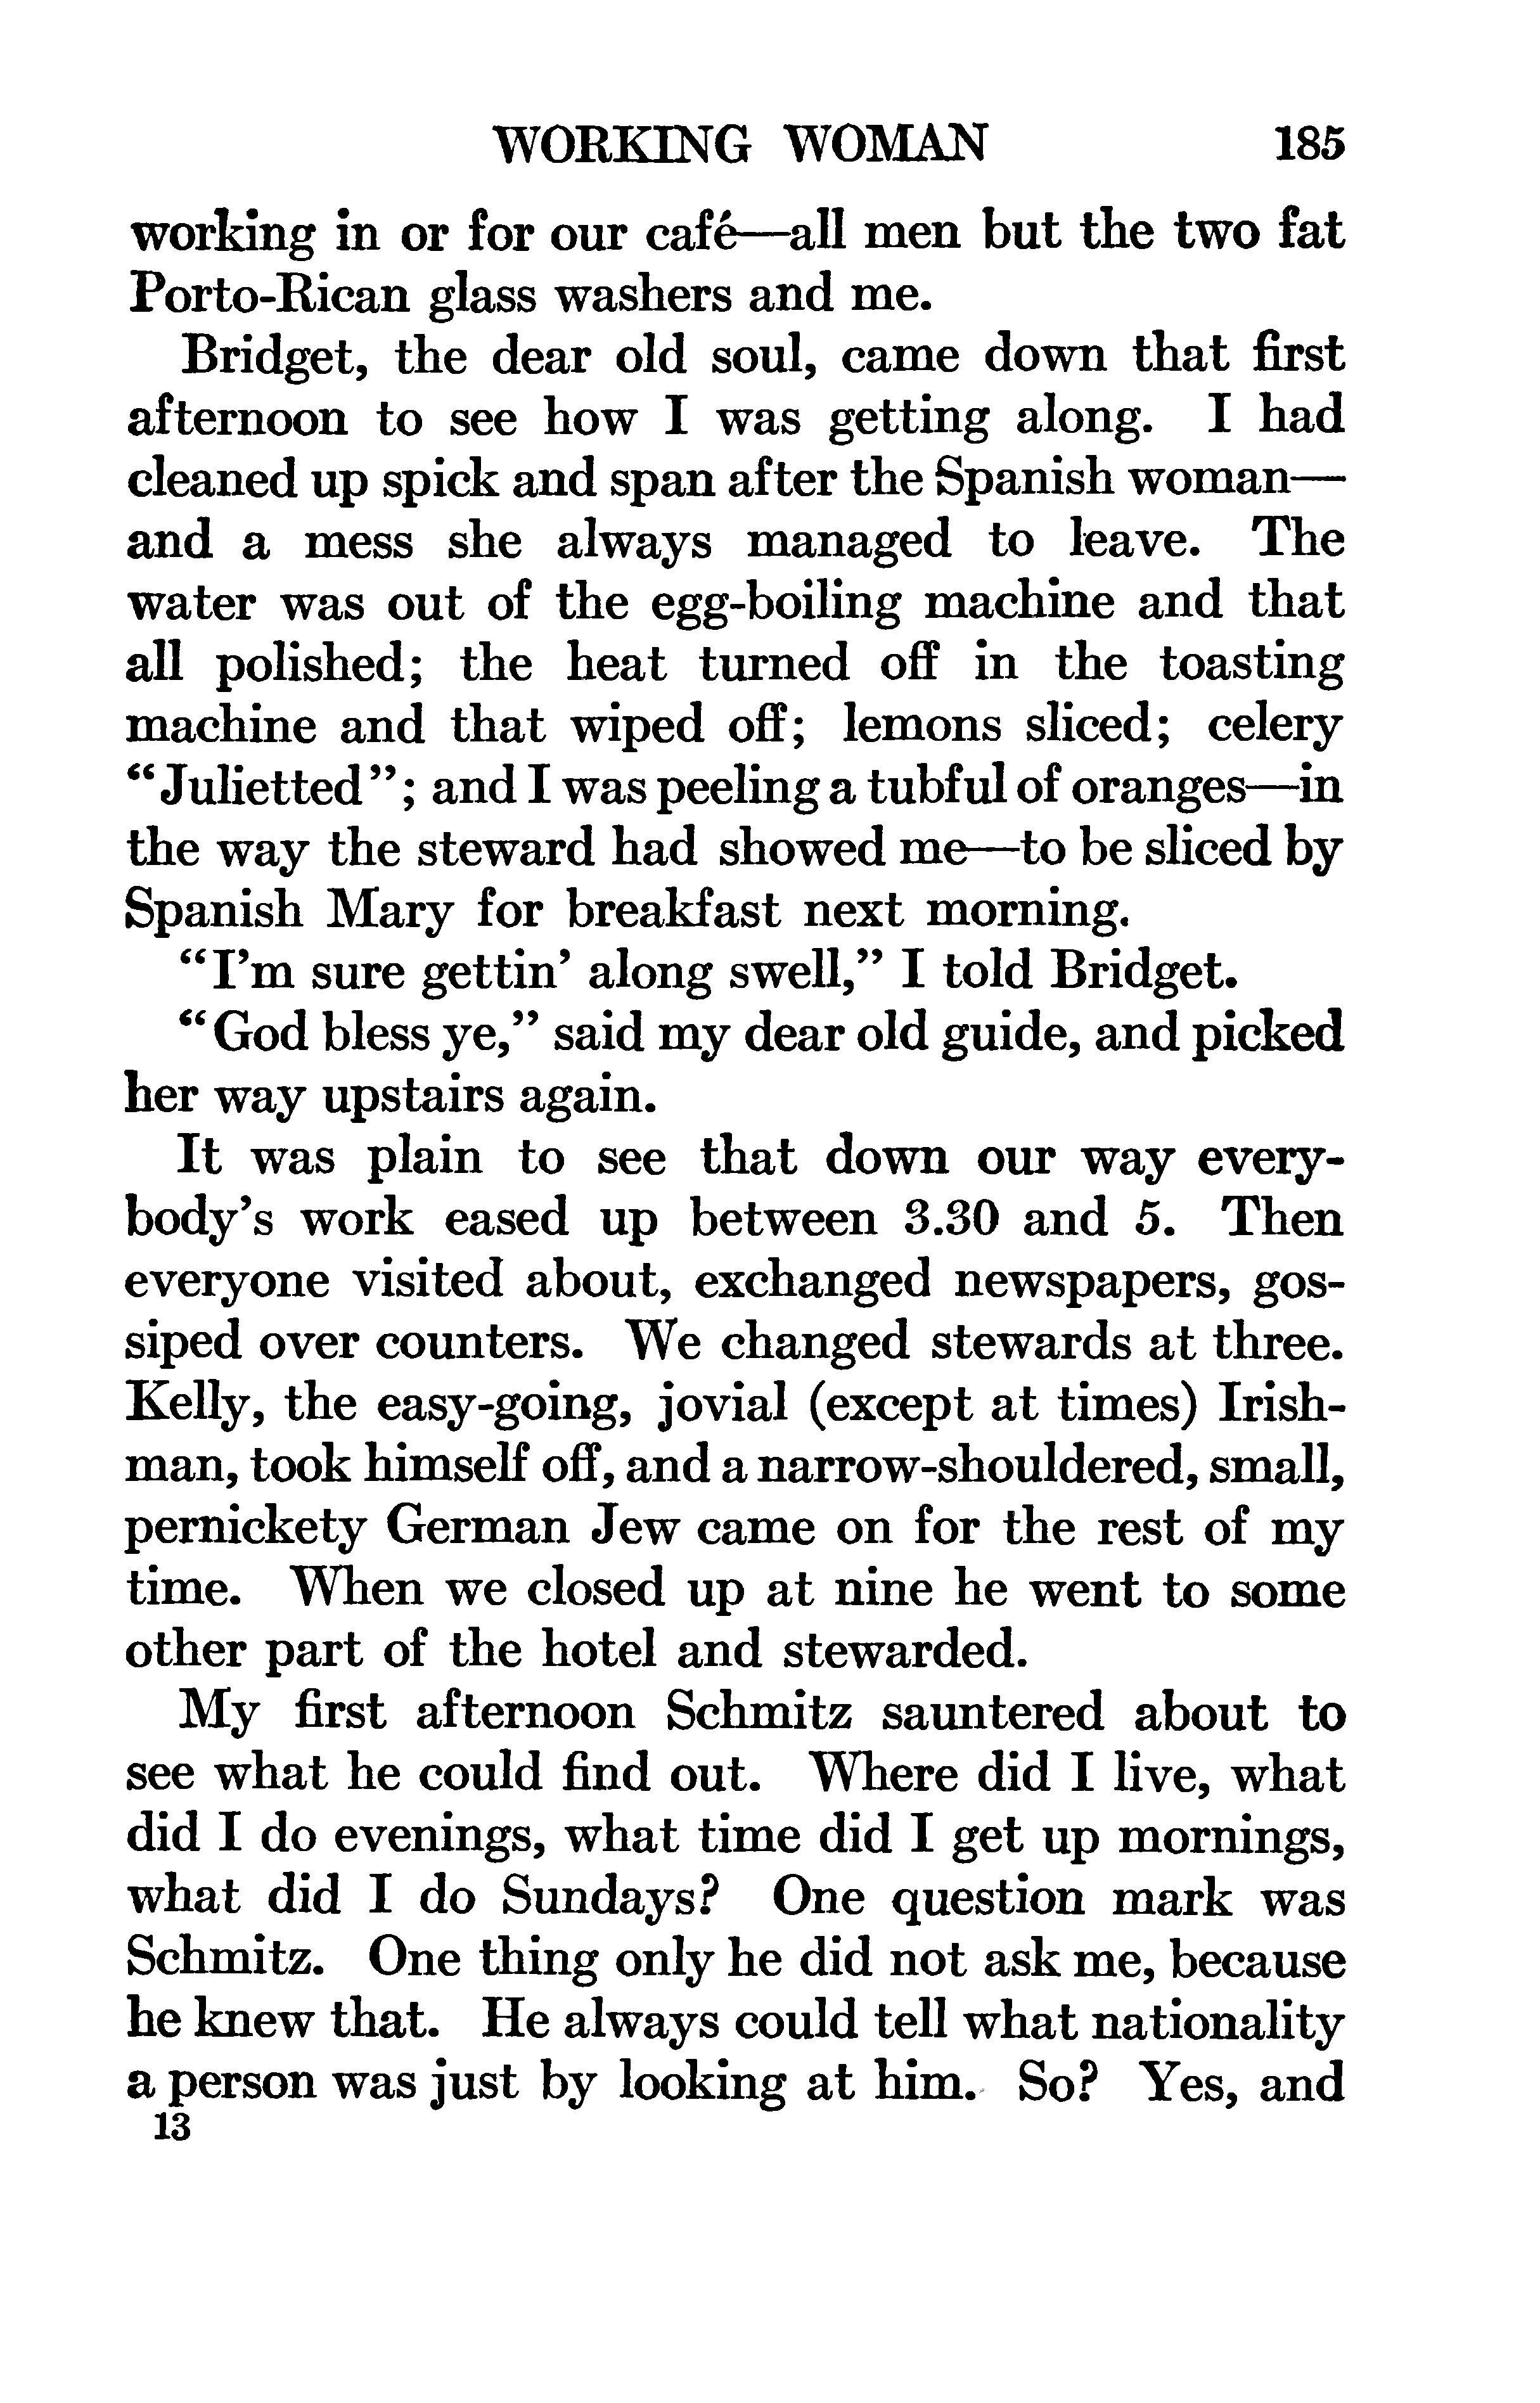 WORKING WOMAN 185
working in or for our café—all men but the two fat
Porto-Rican glass washers and me.
Bridget, the dear old soul, came down that first
afternoon to see how I was getting along. I had
cleaned up spick and span after the Spanish woman—
and a mess she always managed to leave. The
water was out of the egg-boiling machine and that
all polished; the heat turned off in the toasting
machine and that wiped off; lemons sliced; celery
“Julietted”; and I was peeling a tubful of oranges—in
the way the steward had showed me—to be sliced by
Spanish Mary for breakfast next morning.
“I’m sure gettin’ along swell,” I told Bridget.
“God bless ye,” said my dear old guide, and picked
her way upstairs again.
It was plain to see that down our way every-
body’s work eased up between 3.30 and 5. Then
everyone visited about, exchanged newspapers, gos-
siped over counters. We changed stewards at three.
Kelly, the easy-going, jovial (except at times) Irish-
man, took himself off, and a narrow-shouldered, small,
pernickety German Jew came on for the rest of my
time. When we closed up at nine he went to some
other part of the hotel and stewarded.
My first afternoon Schmitz sauntered about to
see what he could find out. Where did I live, what
did I do evenings, what time did I get up mornings,
what did I do Sundays? One question mark was
Schmitz. One thing only he did not ask me, because
he knew that. He always could tell what nationality
a person was just by looking at him. So? Yes, and
13